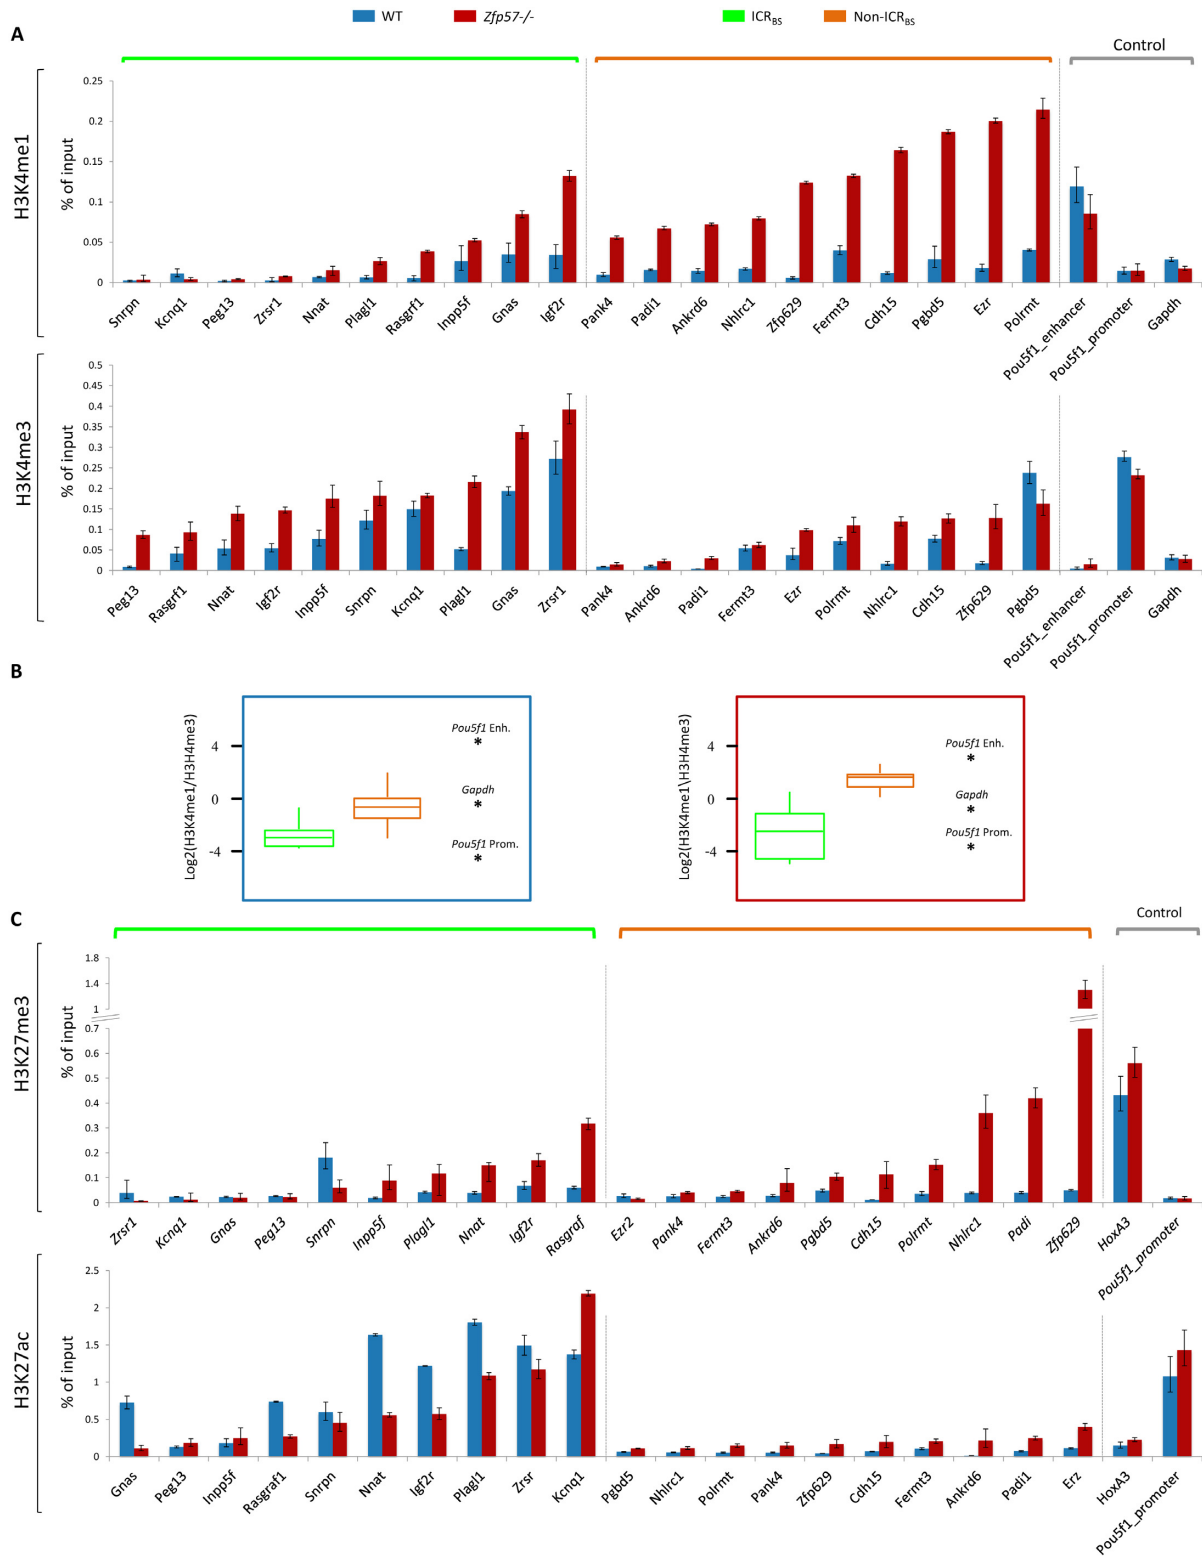 WT Zfp57-/- ICRBS Non-ICRBS
A
Control
H3K4me1
% of input
0.25
0.2
0.15
0.1
0.05
0
Snrpn Kcnq1 Peg13 Zrsr1 Nnat Plagl1 Rasgrf1 Inpp5f Gnas Igf2r Pank4 Padi1 Ankrd6 Nhlrc1 Zfp629 Fermt3 Cdh15 Pgbd5 Ezr Polrmt Pou5f1_enhancer Pou5f1_promoter Gapdh
H3K4me3
% of input
0.5
0.45
0.4
0.35
0.3
0.25
0.2
0.15
0.1
0.05
0
Peg13 Rasgrf1 Nnat Igf2r Inpp5f Snrpn Kcnq1 Plagl1 Gnas Zrsr1 Pank4 Ankrd6 Padi1 Fermt3 Ezr Polrmt Nhlrc1 Cdh15 Zfp629 Pgbd5 Pou5f1_enhancer Pou5f1_promoter Gapdh
B
Log2(H3K4me1/H3H4me3)
4
0
-4
Pou5f1 Enh.
*
Gapdh
*
Pou5f1 Prom.
*
Log2(H3K4me1\H3H4me3)
4
0
-4
Pou5f1 Enh.
*
Gapdh
*
Pou5f1 Prom.
*
C
Control
H3K27me3
% of input
1.8
1.4
1
0.7
0.6
0.5
0.4
0.3
0.2
0.1
0
Zrsr1 Kcnq1 Gnas Peg13 Snrpn Inpp5f Plagl1 Nnat Igf2r Rasgraf Ezr2 Pank4 Fermt3 Ankrd6 Pgbd5 Cdh15 Polrmt Nhlrc1 Padi Zfp629 HoxA3 Pou5f1_promoter
H3K27ac
% of input
2.5
2
1.5
1
0.5
0
Gnas Peg13 Inpp5f Rasgraf1 Snrpn Nnat Igf2r Plagl1 Zrsr Kcnq1 Pgbd5 Nhlrc1 Polrmt Pank4 Zfp629 Cdh15 Fermt3 Ankrd6 Padi1 Erz HoxA3 Pou5f1_promoter